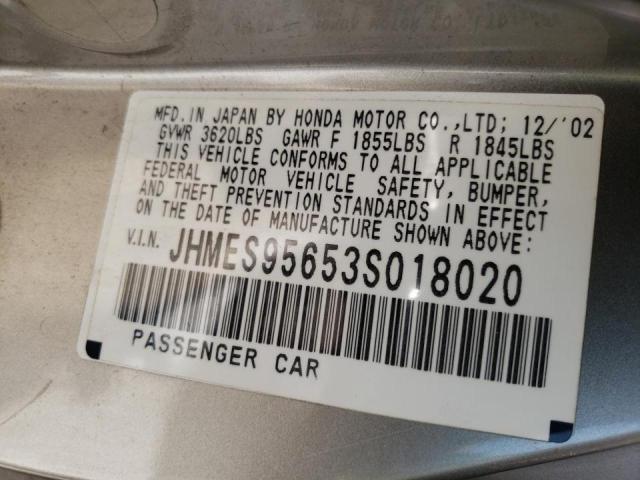 MFD. IN JAPAN BY HONDA MOTOR CO.,LTD; 12/'02
GVWR 3620LBS GAWR F 1855LBS R 1845LBS
THIS VEHICLE CONFORMS TO ALL APPLICABLE
FEDERAL MOTOR VEHICLE SAFETY, BUMPER,
AND THEFT PREVENTION STANDARDS IN EFFECT
ON THE DATE OF MANUFACTURE SHOWN ABOVE:
V.I.N. JHMES95653S018020
PASSENGER CAR